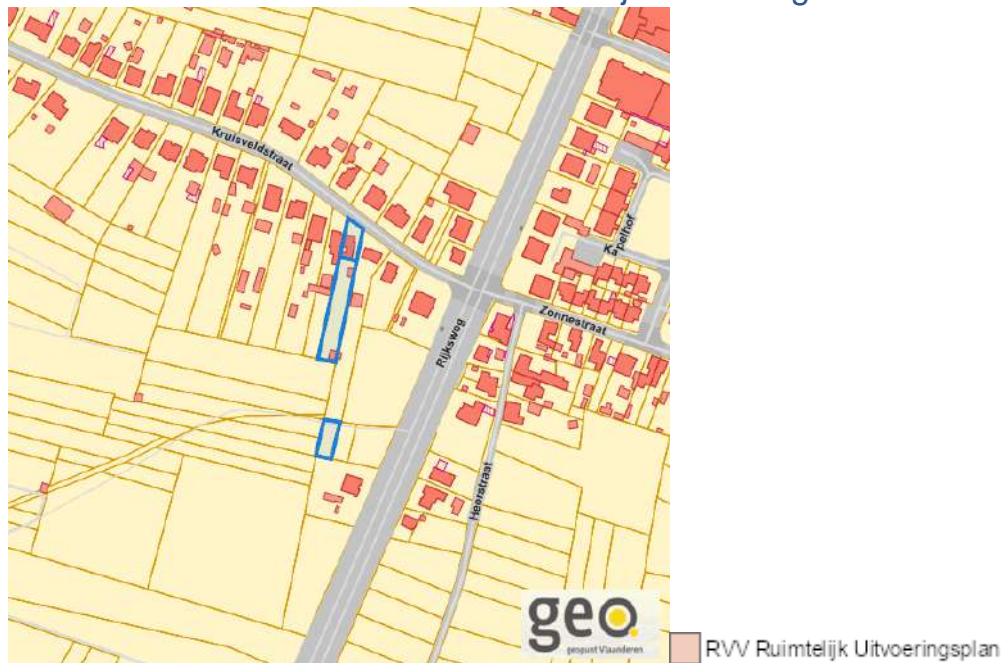 Kruisveldstraat
Kapelhof
Zonnestraat
Rijksweg
Heerstraat
geo
geopunt Vlaanderen
RVV Ruimtelijk Uitvoeringsplan